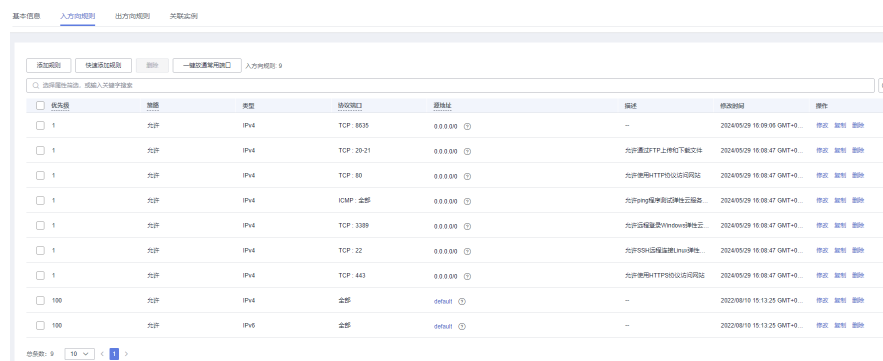 基本信息 入方向规则 出方向规则 关联实例
添加规则 快速添加规则 删除 一键放通常用端口 入方向规则: 9
选择属性筛选，或输入关键字搜索
优先级 策略 类型 协议端口 源地址 描述 修改时间 操作
1 允许 IPv4 TCP : 8635 0.0.0.0/0 -- 2024/05/29 16:09:06 GMT+0... 修改 复制 删除
1 允许 IPv4 TCP : 20-21 0.0.0.0/0 允许通过FTP上传和下载文件 2024/05/29 16:08:47 GMT+0... 修改 复制 删除
1 允许 IPv4 TCP : 80 0.0.0.0/0 允许使用HTTP协议访问网站 2024/05/29 16:08:47 GMT+0... 修改 复制 删除
1 允许 IPv4 ICMP : 全部 0.0.0.0/0 允许ping程序测试弹性云服务... 2024/05/29 16:08:47 GMT+0... 修改 复制 删除
1 允许 IPv4 TCP : 3389 0.0.0.0/0 允许远程登录Windows弹性云... 2024/05/29 16:08:47 GMT+0... 修改 复制 删除
1 允许 IPv4 TCP : 22 0.0.0.0/0 允许SSH远程连接Linux弹性... 2024/05/29 16:08:47 GMT+0... 修改 复制 删除
1 允许 IPv4 TCP : 443 0.0.0.0/0 允许使用HTTPS协议访问网站 2024/05/29 16:08:47 GMT+0... 修改 复制 删除
100 允许 IPv4 全部 default -- 2022/08/10 15:13:25 GMT+0... 修改 复制 删除
100 允许 IPv6 全部 default -- 2022/08/10 15:13:25 GMT+0... 修改 复制 删除
总条数: 9 10 < 1 >